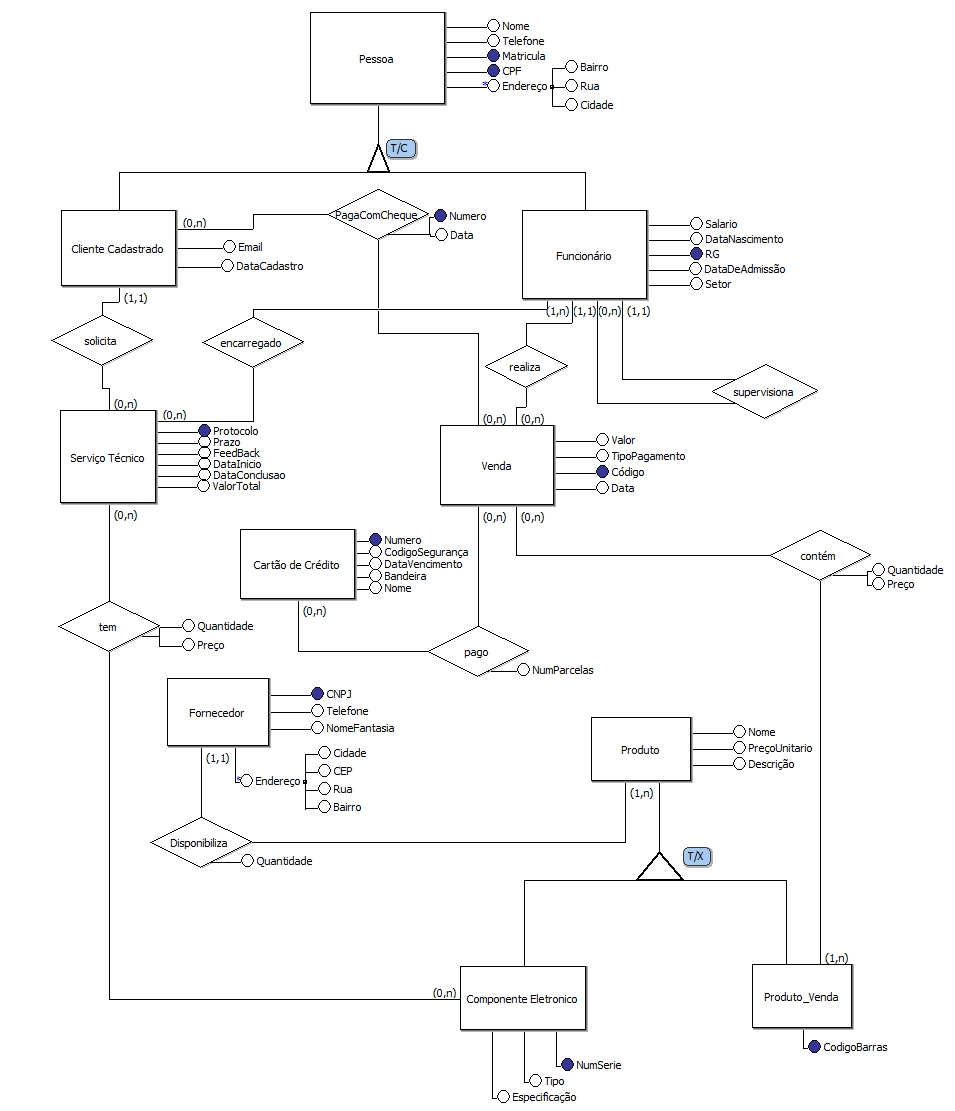 Pessoa
Nome
Telefone
Matricula
CPF
* Endereço
Bairro
Rua
Cidade
T/C
Cliente Cadastrado
(0,n)
Email
DataCadastro
(1,1)
PagaComCheque
Numero
Data
Funcionário
Salario
DataNascimento
RG
DataDeAdmissão
Setor
(1,n) (1,1) (0,n) (1,1)
solicita
encarregado
realiza
supervisiona
(0,n)
(0,n)
(0,n) (0,n)
Serviço Técnico
Protocolo
Prazo
FeedBack
DataInicio
DataConclusao
ValorTotal
(0,n)
Venda
Valor
TipoPagamento
Código
Data
(0,n) (0,n)
Cartão de Crédito
Numero
CodigoSegurança
DataVencimento
Bandeira
Nome
(0,n)
contém
Quantidade
Preço
tem
Quantidade
Preço
pago
NumParcelas
Fornecedor
CNPJ
Telefone
NomeFantasia
(1,1)
* Endereço
Cidade
CEP
Rua
Bairro
Produto
Nome
PreçoUnitario
Descrição
(1,n)
Disponibiliza
Quantidade
T/X
(0,n)
Componente Eletronico
NumSerie
Tipo
Especificação
(1,n)
Produto_Venda
CodigoBarras